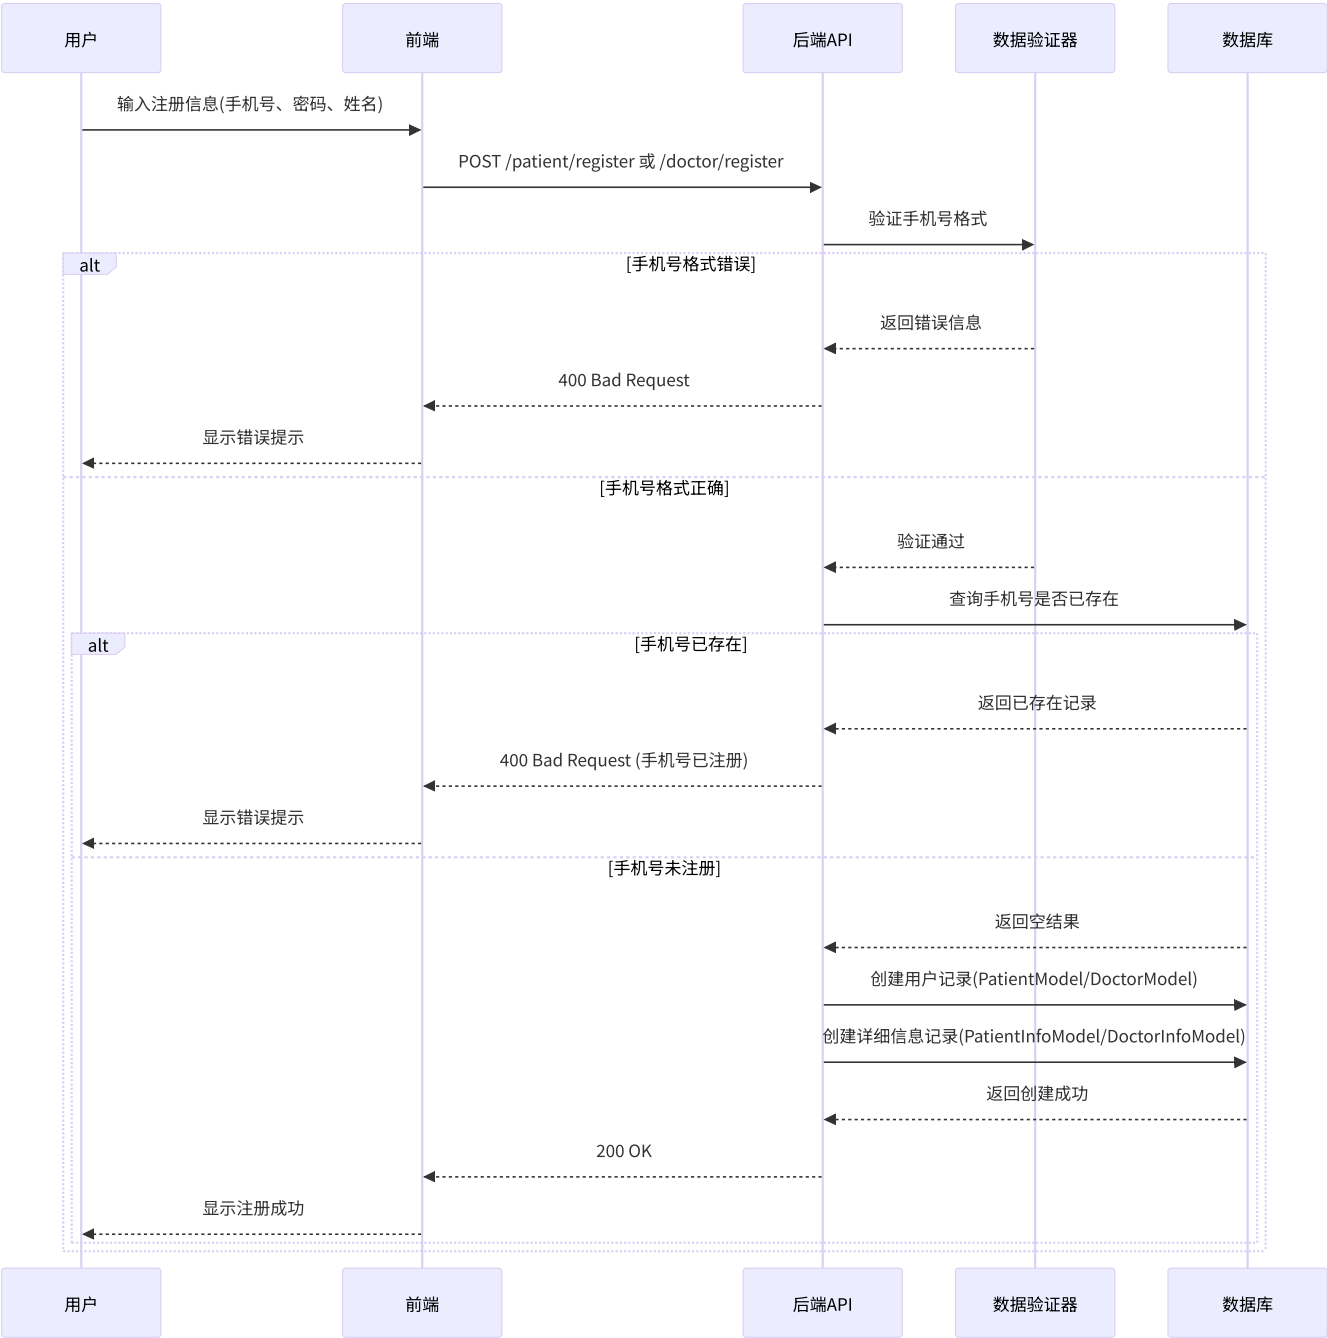 用户
前端
后端API
数据验证器
数据库
输入注册信息(手机号、密码、姓名)
POST /patient/register 或 /doctor/register
验证手机号格式
alt
[手机号格式错误]
返回错误信息
400 Bad Request
显示错误提示
[手机号格式正确]
验证通过
查询手机号是否已存在
alt
[手机号已存在]
返回已存在记录
400 Bad Request (手机号已注册)
显示错误提示
[手机号未注册]
返回空结果
创建用户记录(PatientModel/DoctorModel)
创建详细信息记录(PatientInfoModel/DoctorInfoModel)
返回创建成功
200 OK
显示注册成功
用户
前端
后端API
数据验证器
数据库